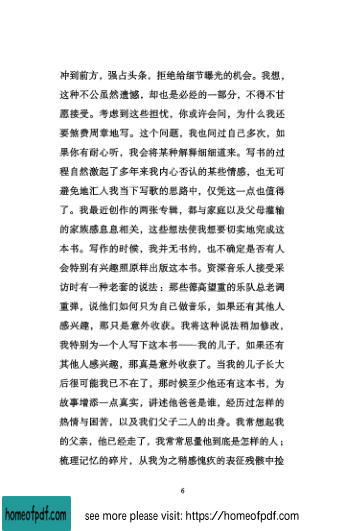 冲到前方，强占头条，拒绝给细节曝光的机会。我想，
这种不公虽然遗憾，却也是必经的一部分，不得不甘
愿接受。考虑到这些担忧，你或许会问，为什么我还
要煞费周章地写。这个问题，我也问过自己多次，如
果你有耐心听，我会将某种解释细细道来。写书的过
程自然激起了多年来我内心否认的某些情感，也无可
避免地汇入我当下写歌的思路中，仅凭这一点也值得
了。我最近创作的两张专辑，都与家庭以及父母灌输
的家族感息息相关，这些想法使我想要切实地完成这
本书。写作的时候，我并无书约，也不确定是否有人
会特别有兴趣照原样出版这本书。资深音乐人接受采
访时有一种老套的说法：那些德高望重的乐队总老调
重弹，说他们如何只为自己做音乐，如果还有其他人
感兴趣，那只是意外收获。我将这种说法稍加修改，
我特别为一个人写下这本书——我的儿子，如果还有
其他人感兴趣，那真是意外收获了。当我的儿子长大
后很可能我已不在了，那时候至少他还有这本书，为
故事增添一点真实，讲述他爸爸是谁，经历过怎样的
热情与困苦，以及我们父子二人的出身。我常想起我
的父亲，他已经走了，我常常思量他到底是怎样的人；
梳理记忆的碎片，从我为之稍感愧疚的表征残骸中捡
6
homeofpdf.com
see more please visit: https://homeofpdf.com